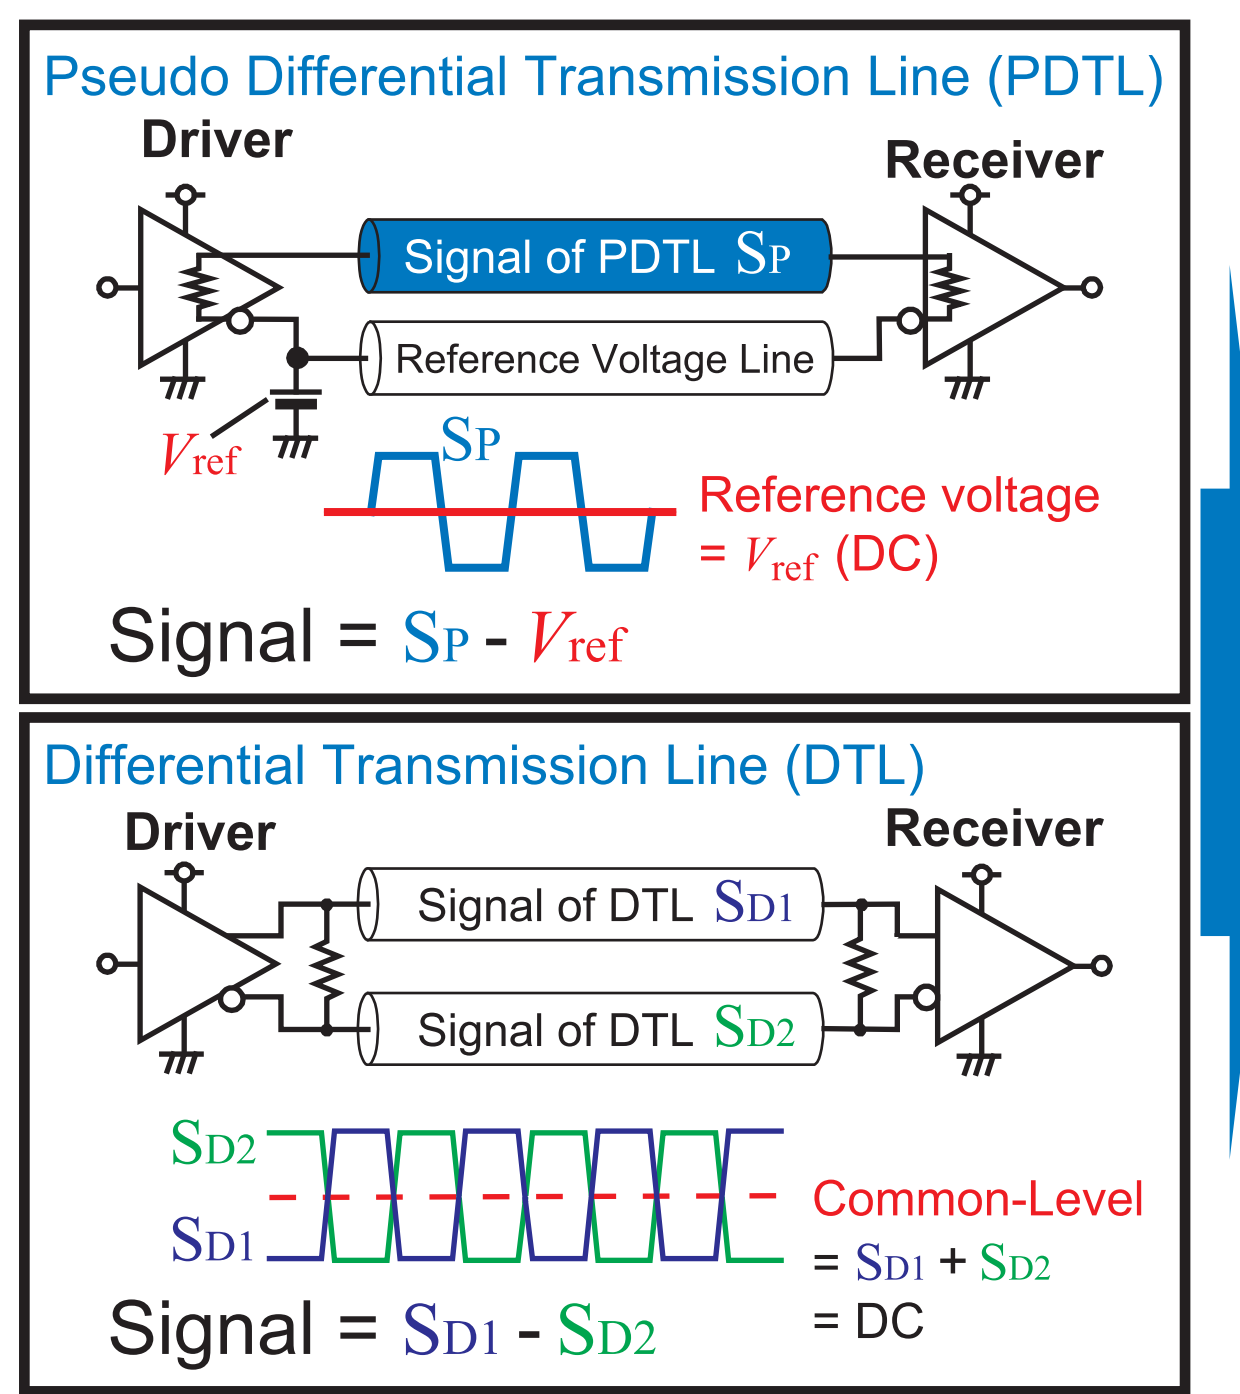 Pseudo Differential Transmission Line (PDTL)
Driver
Receiver
Signal of PDTL SP
Reference Voltage Line
Vref
SP
Reference voltage
= Vref (DC)
Signal = SP - Vref
Differential Transmission Line (DTL)
Driver
Receiver
Signal of DTL SD1
Signal of DTL SD2
SD2
SD1
Common-Level
= SD1 + SD2
= DC
Signal = SD1 - SD2